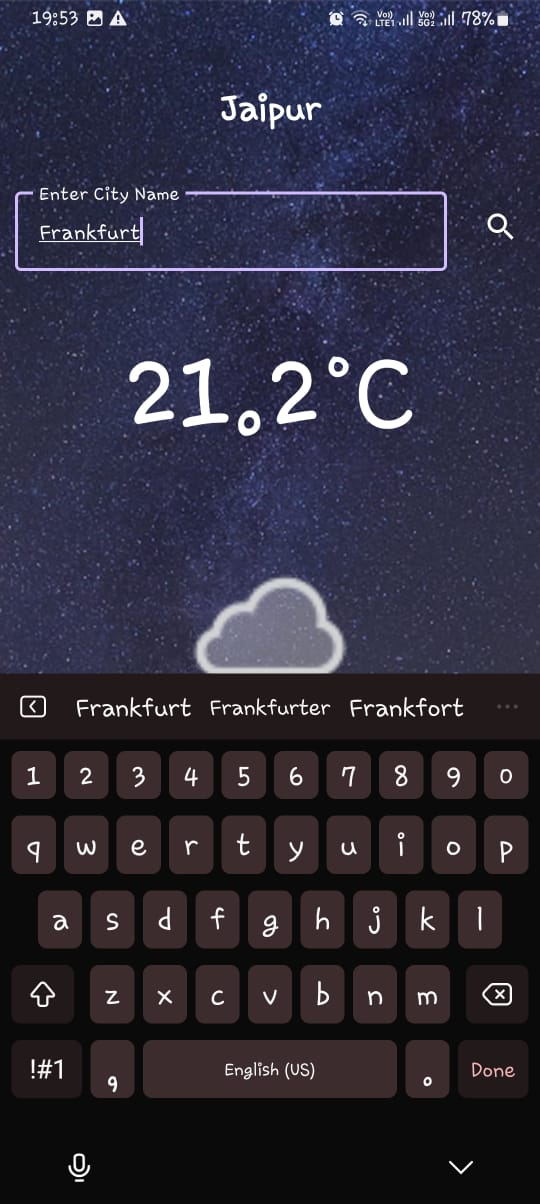 19:53 Vo) LTE1 Vo) 5G2 78%
Jaipur
Enter City Name
Frankfurt
21.2°C
Frankfurt Frankfurter Frankfort ...
1 2 3 4 5 6 7 8 9 0
q w e r t y u i o p
a s d f g h j k l
z x c v b n m
!#1 , English (US) . Done